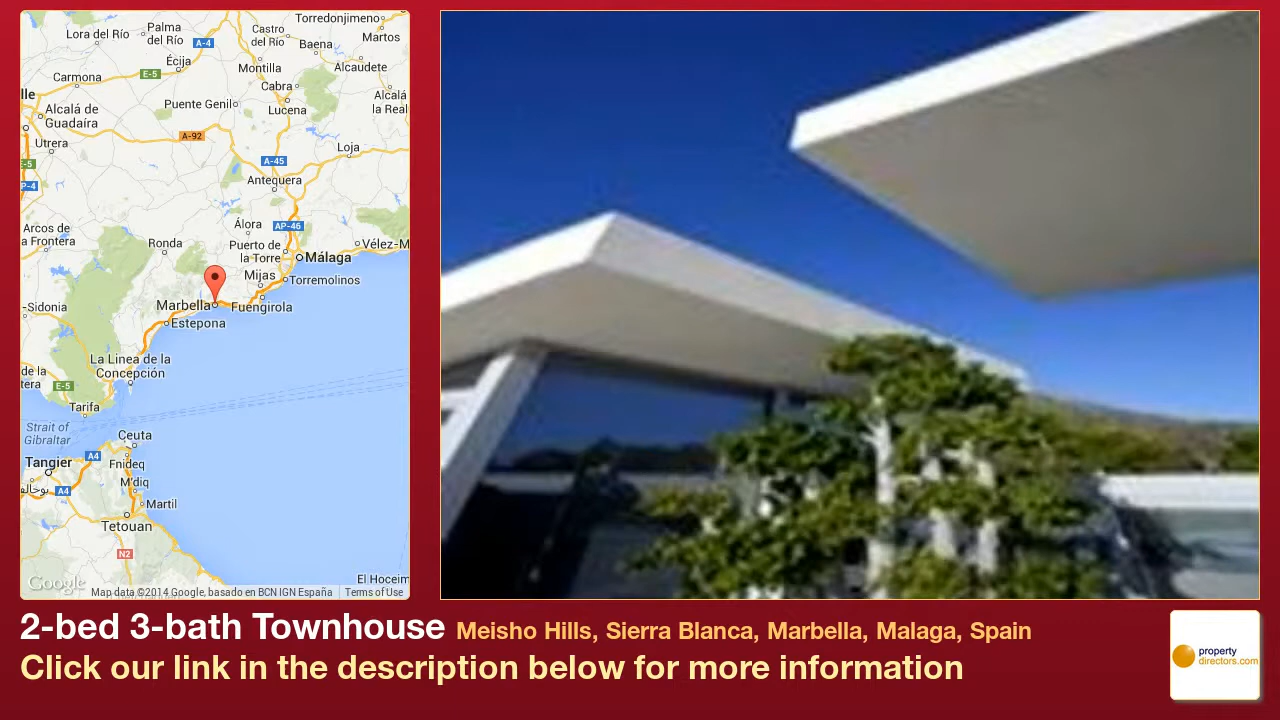 Torredonjimeno
Lora del Río
Palma
del Río
Castro
del Río
Martos
A-4
Baena
Écija
Montilla
Alcaudete
E-5
Carmona
Cabra
lle
Puente Genil
Lucena
Alcalá
la Real
Alcalá de
Guadaíra
A-92
Utrera
Loja
E-5
A-45
P-4
Antequera
Arcos de
a Frontera
Álora
AP-46
Ronda
Puerto de
la Torre
Vélez-M
Málaga
Mijas
Torremolinos
Marbella
Fuengirola
-Sidonia
Estepona
La Linea de la
Concepción
de la
tera
E-5
Tarifa
Strait of
Gibraltar
Ceuta
Tangier
A4
Fnideq
M'diq
A4
Martil
Tetouan
N2
El Hoceim
Google
Map data ©2014 Google, basado en BCN IGN España
Terms of Use
2-bed 3-bath Townhouse Meisho Hills, Sierra Blanca, Marbella, Malaga, Spain
Click our link in the description below for more information
property
directors.com